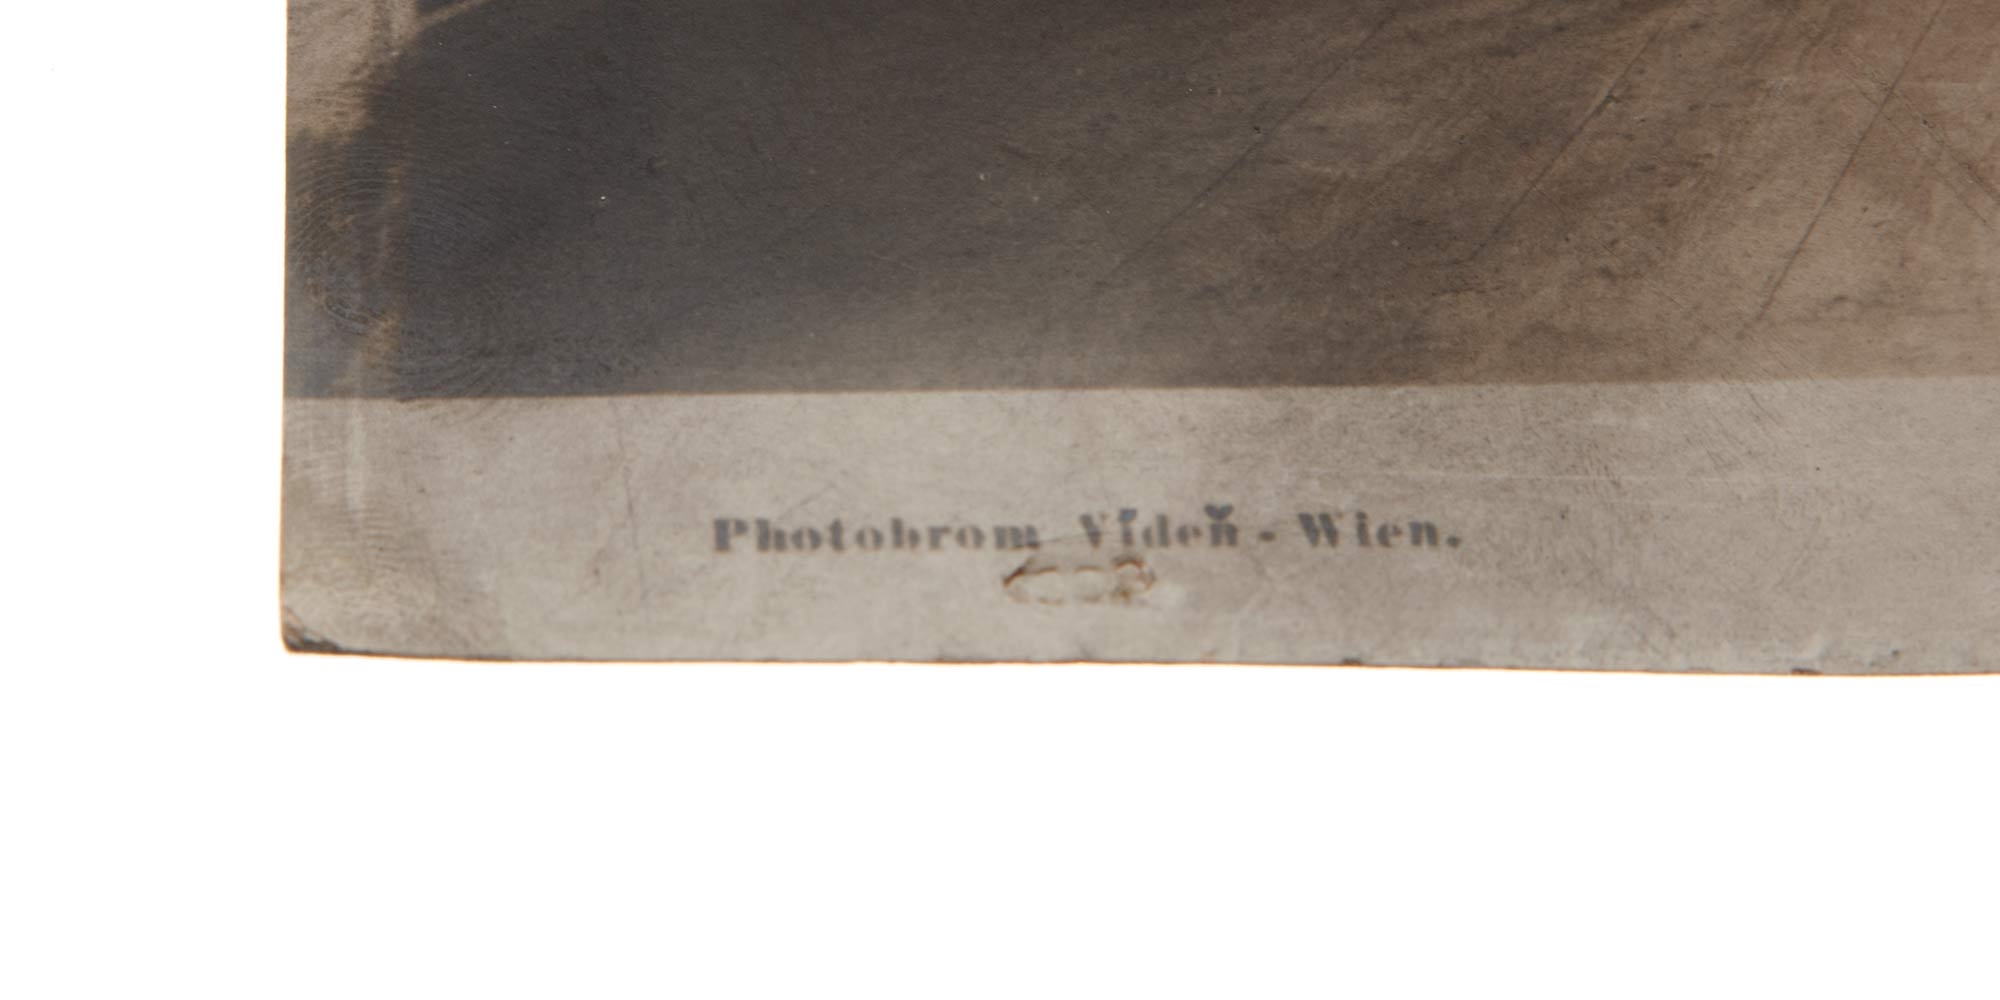 Photobrom Vídeň - Wien.